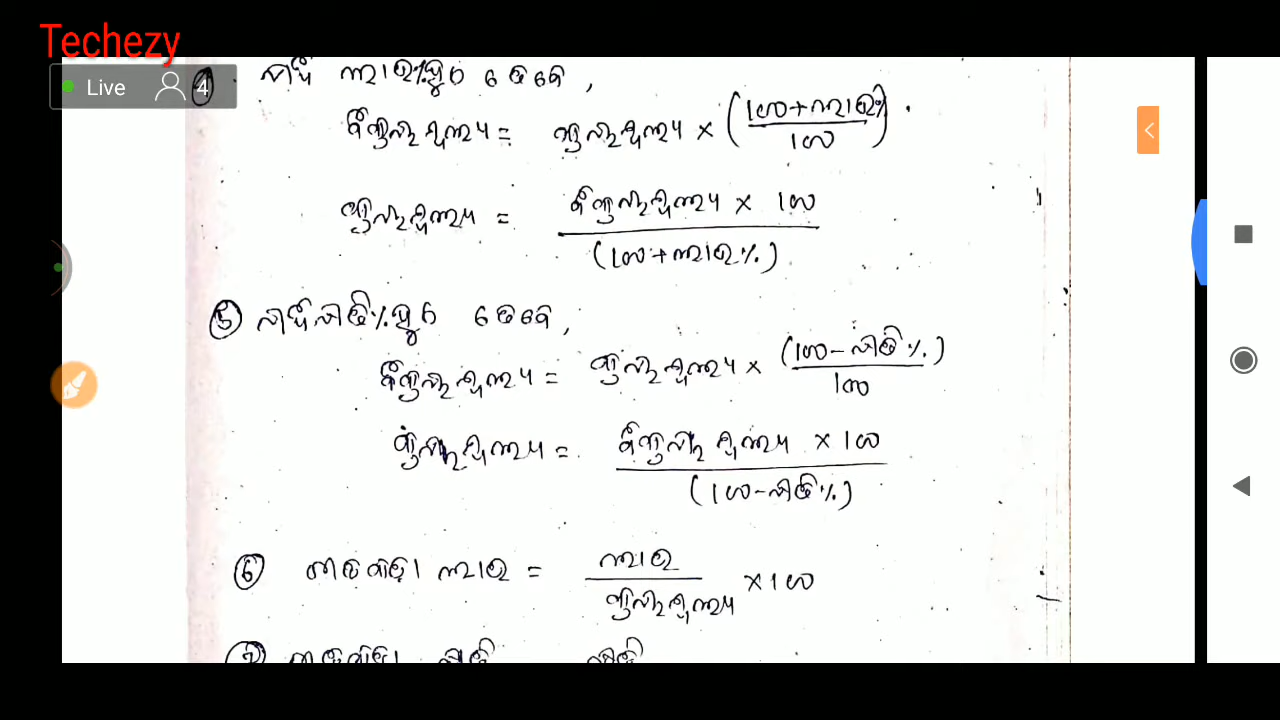 Techezy
Live 4
④ ଯଦି ଲାଭ% ହୁଏ ତେବେ,
ବିକ୍ରୟମୂଲ୍ୟ = କ୍ରୟମୂଲ୍ୟ × (100+ଲାଭ%) / 100
କ୍ରୟମୂଲ୍ୟ = ବିକ୍ରୟମୂଲ୍ୟ × 100 / (100+ଲାଭ%)
⑤ ଯଦି କ୍ଷତି% ହୁଏ ତେବେ,
ବିକ୍ରୟମୂଲ୍ୟ = କ୍ରୟମୂଲ୍ୟ × (100-କ୍ଷତି%) / 100
କ୍ରୟମୂଲ୍ୟ = ବିକ୍ରୟମୂଲ୍ୟ × 100 / (100-କ୍ଷତି%)
⑥ ଶତକଡ଼ା ଲାଭ = ଲାଭ / କ୍ରୟମୂଲ୍ୟ × 100